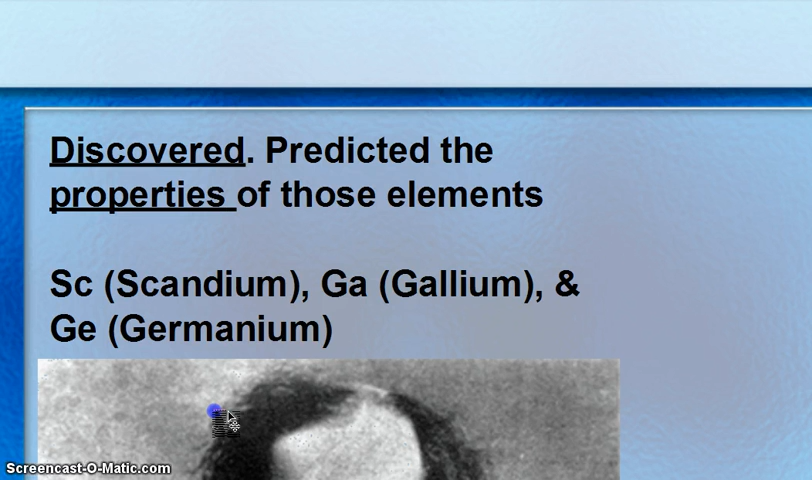 Discovered. Predicted the
properties of those elements
Sc (Scandium), Ga (Gallium), &
Ge (Germanium)
Screencast-O-Matic.com